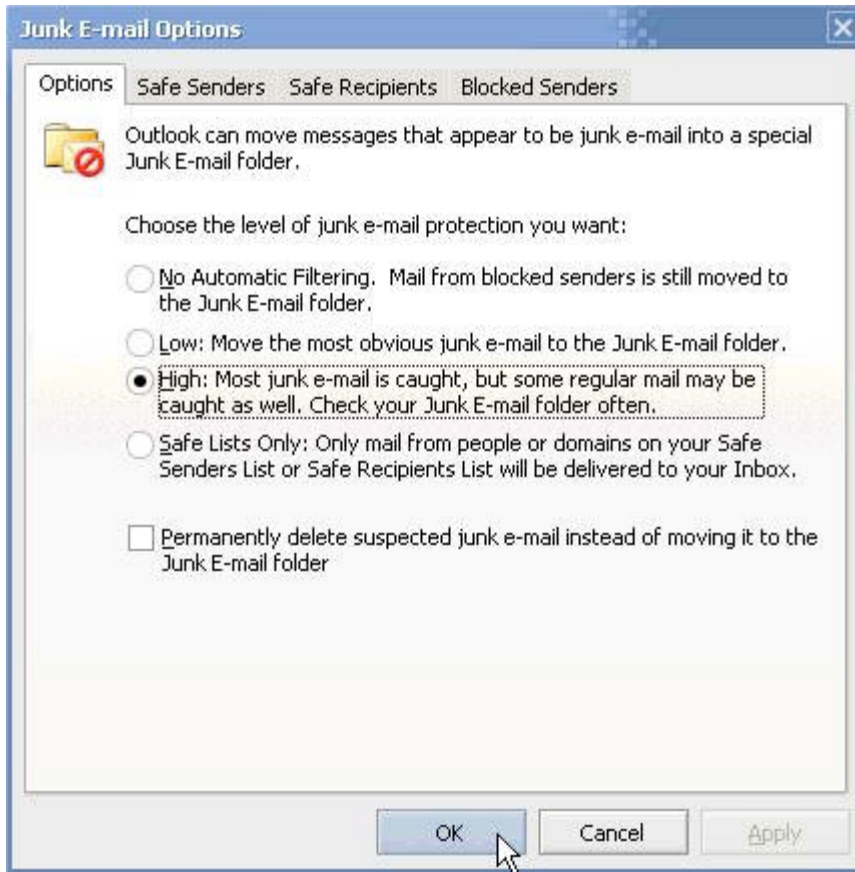 Junk E-mail Options
Options Safe Senders Safe Recipients Blocked Senders
Outlook can move messages that appear to be junk e-mail into a special
Junk E-mail folder.
Choose the level of junk e-mail protection you want:
No Automatic Filtering.  Mail from blocked senders is still moved to
the Junk E-mail folder.
Low: Move the most obvious junk e-mail to the Junk E-mail folder.
High: Most junk e-mail is caught, but some regular mail may be
caught as well. Check your Junk E-mail folder often.
Safe Lists Only: Only mail from people or domains on your Safe
Senders List or Safe Recipients List will be delivered to your Inbox.
Permanently delete suspected junk e-mail instead of moving it to the
Junk E-mail folder
OK Cancel Apply